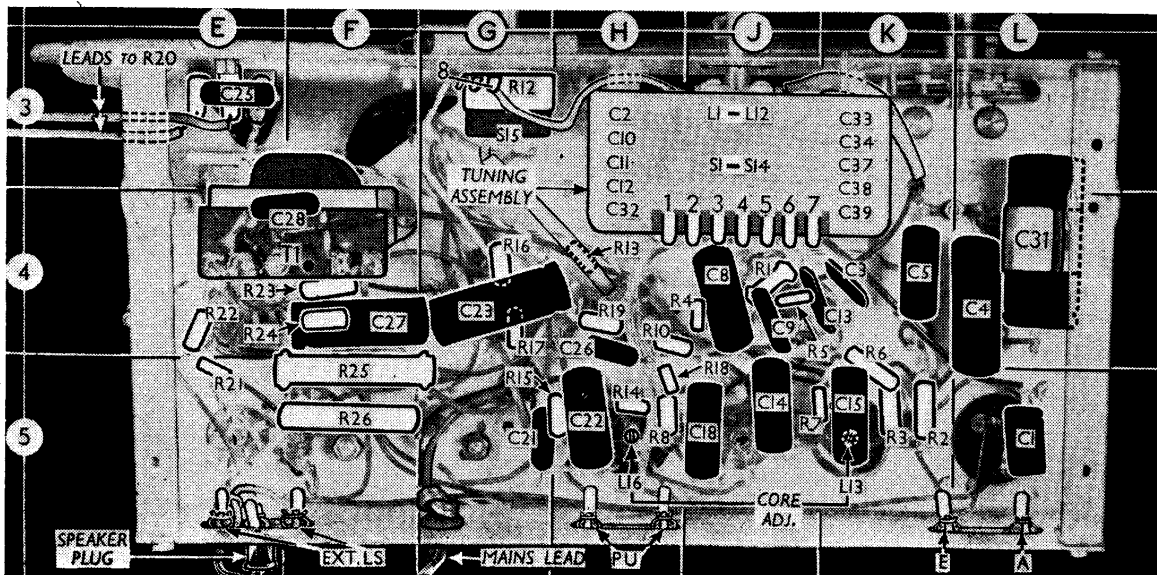 E F G H J K L
LEADS TO R20
3
C25
8
R12
S15
C2
C10
C11
C12
C32
L1-L12
S1-S14
C33
C34
C37
C38
C39
TUNING
ASSEMBLY
1 2 3 4 5 6 7
4
C28
T1
R16
R13
C8
R1
C3
C5
C4
C31
R23
R22
R24
C27
C23
R19
R4
C9
C13
R17
C26
R10
R5
R6
R21
R25
R15
R18
5
R26
C21
C22
R14
R8
C18
C14
R7
C15
R3
R2
C1
L16
CORE
ADJ.
L13
SPEAKER
PLUG
EXT.LS
MAINS LEAD
PU
E
A